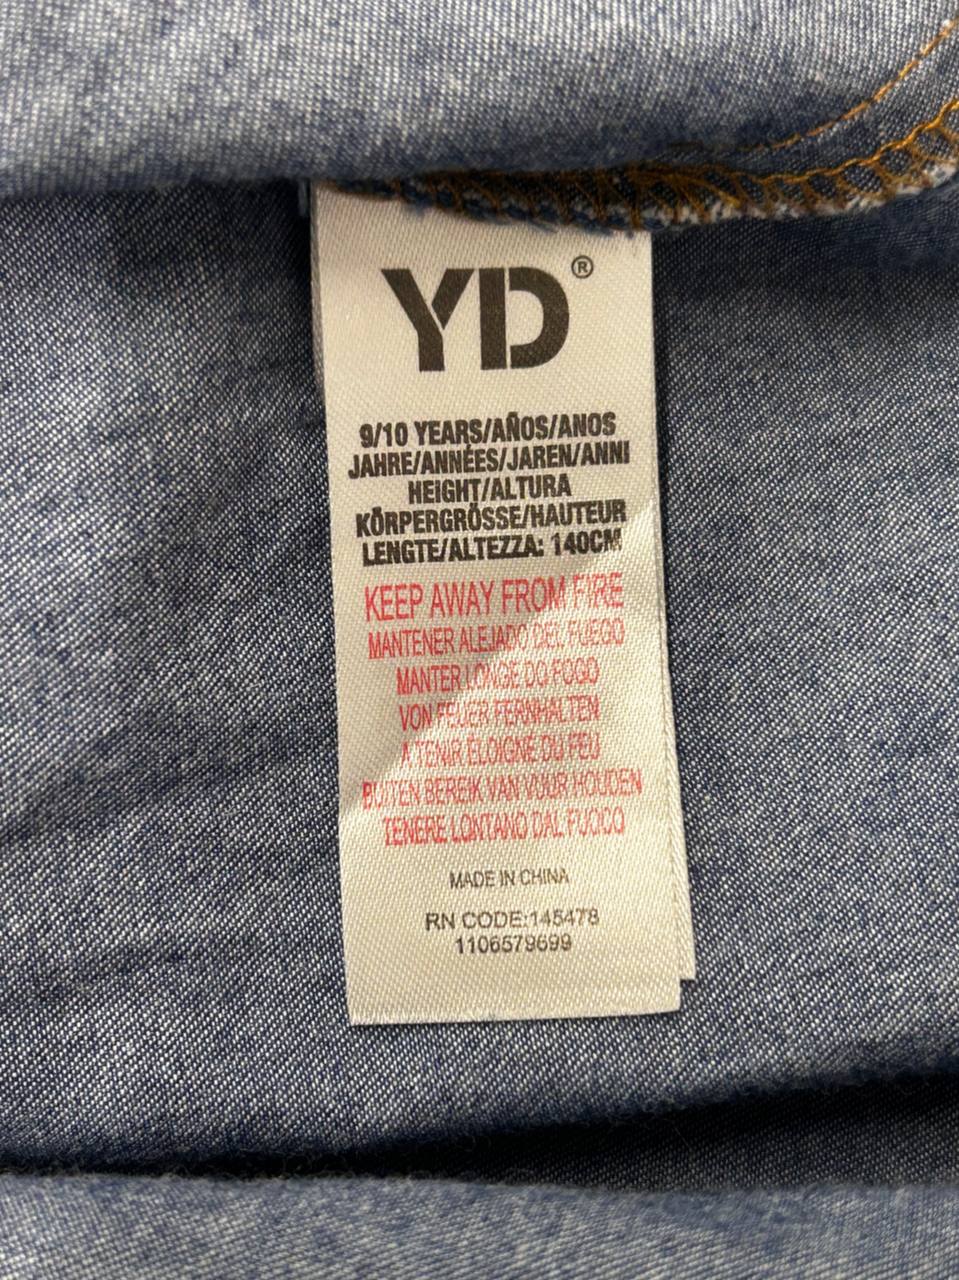 YD®
9/10 YEARS/AÑOS/ANOS
JAHRE/ANNÉES/JAREN/ANNI
HEIGHT/ALTURA
KÖRPERGRÖSSE/HAUTEUR
LENGTE/ALTEZZA: 140CM
KEEP AWAY FROM FIRE
MANTENER ALEJADO DEL FUEGO
MANTER LONGE DO FOGO
VON FEUER FERNHALTEN
A TENIR ÉLOIGNÉ DU FEU
BUITEN BEREIK VAN VUUR HOUDEN
TENERE LONTANO DAL FUOCO
MADE IN CHINA
RN CODE:145478
1106579699